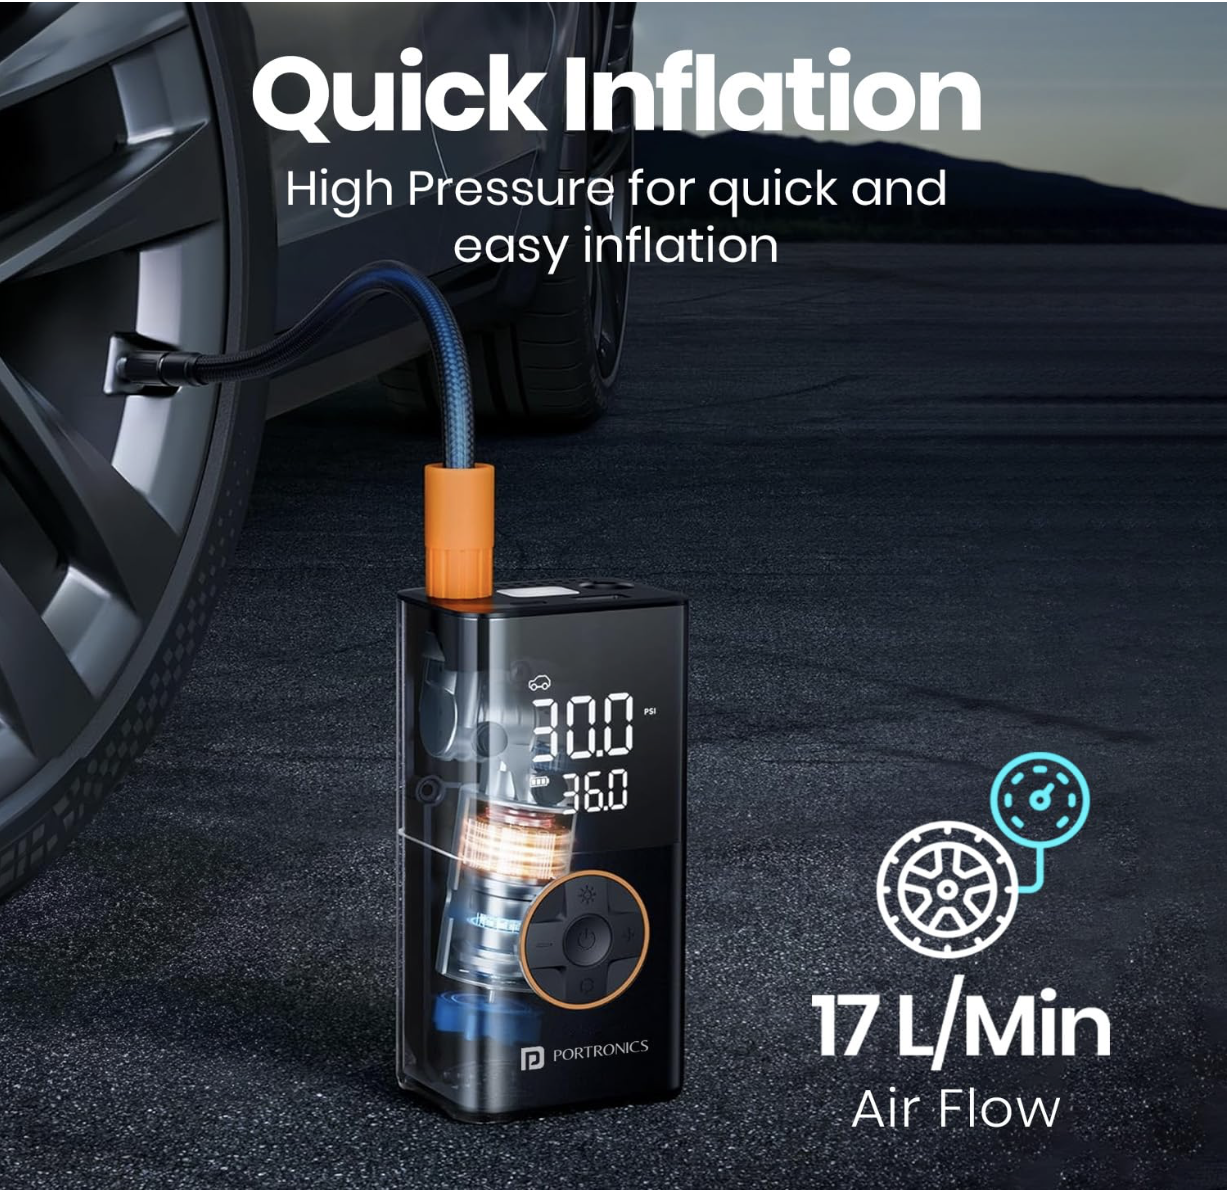 Quick Inflation
High Pressure for quick and
easy inflation
30.0 PSI
36.0
PORTRONICS
17 L/Min
Air Flow